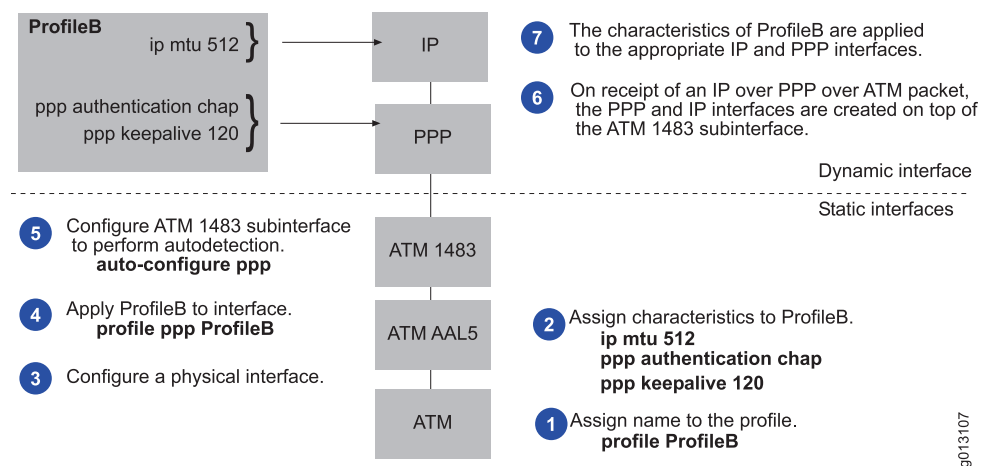 ProfileB
ip mtu 512 }
ppp authentication chap
ppp keepalive 120 }
IP
PPP
7 The characteristics of ProfileB are applied
to the appropriate IP and PPP interfaces.
6 On receipt of an IP over PPP over ATM packet,
the PPP and IP interfaces are created on top of
the ATM 1483 subinterface.
Dynamic interface
Static interfaces
5 Configure ATM 1483 subinterface
to perform autodetection.
auto-configure ppp
4 Apply ProfileB to interface.
profile ppp ProfileB
3 Configure a physical interface.
ATM 1483
ATM AAL5
ATM
2 Assign characteristics to ProfileB.
ip mtu 512
ppp authentication chap
ppp keepalive 120
1 Assign name to the profile.
profile ProfileB
g013107